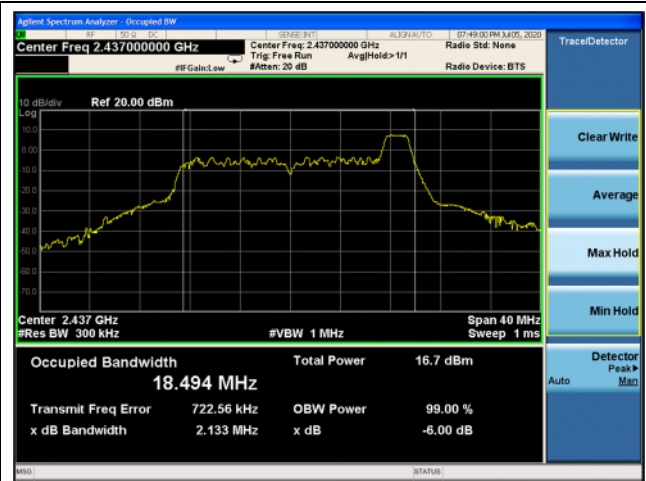 Agilent Spectrum Analyzer - Occupied BW
RF 50 Ω DC SENSE:INT ALIGN AUTO 07:49:00 PM Jul 05, 2020
Center Freq 2.437000000 GHz
Center Freq: 2.437000000 GHz
Radio Std: None
Trig: Free Run Avg|Hold:>1/1
#IFGain:Low #Atten: 20 dB Radio Device: BTS
Trace/Detector
10 dB/div Ref 20.00 dBm
Log
10.0
0.00
-10.0
-20.0
-30.0
-40.0
-50.0
-60.0
-70.0
Clear Write
Average
Max Hold
Min Hold
Center 2.437 GHz Span 40 MHz
#Res BW 300 kHz #VBW 1 MHz Sweep 1 ms
Occupied Bandwidth Total Power 16.7 dBm
18.494 MHz
Transmit Freq Error 722.56 kHz OBW Power 99.00 %
x dB Bandwidth 2.133 MHz x dB -6.00 dB
Detector
Peak▶
Auto Man
MSG STATUS